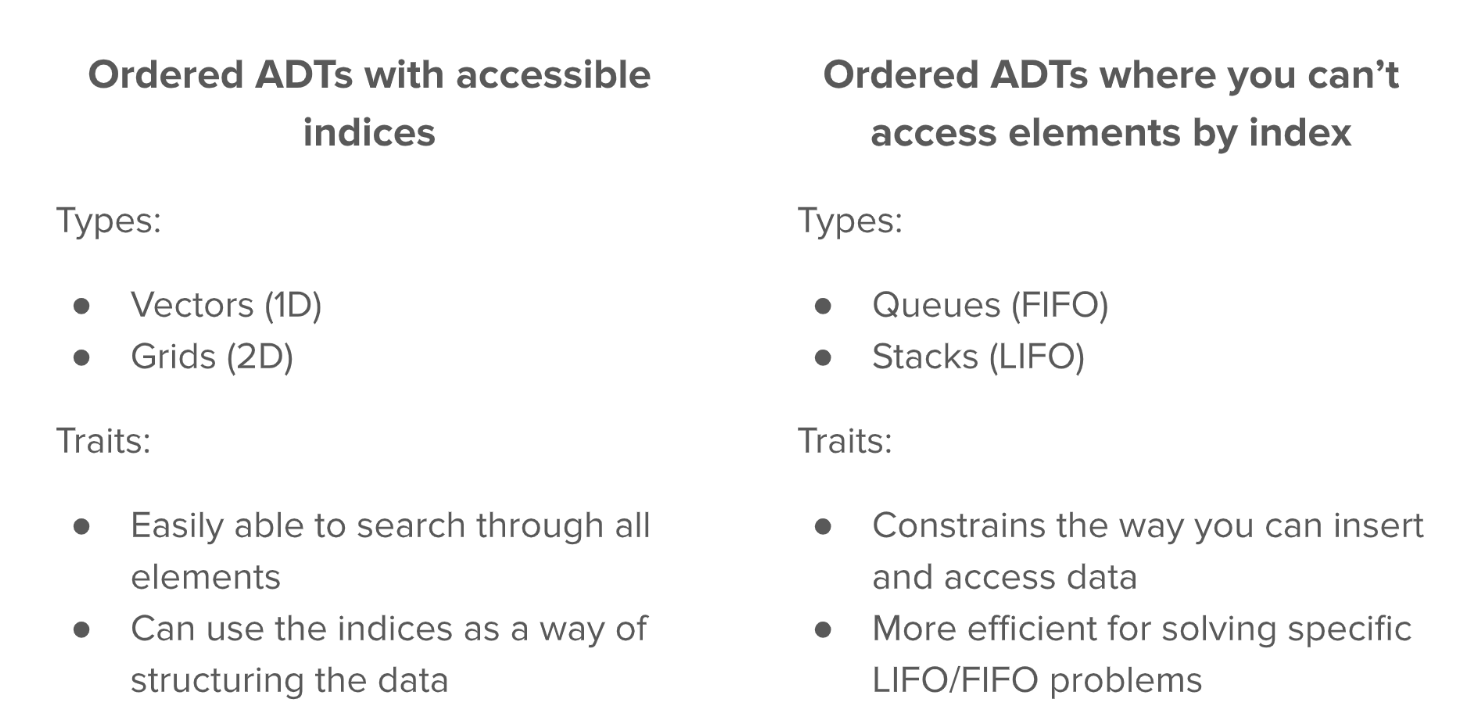 Ordered ADTs with accessible
indices
Types:
● Vectors (1D)
● Grids (2D)
Traits:
● Easily able to search through all
elements
● Can use the indices as a way of
structuring the data
Ordered ADTs where you can’t
access elements by index
Types:
● Queues (FIFO)
● Stacks (LIFO)
Traits:
● Constrains the way you can insert
and access data
● More efficient for solving specific
LIFO/FIFO problems